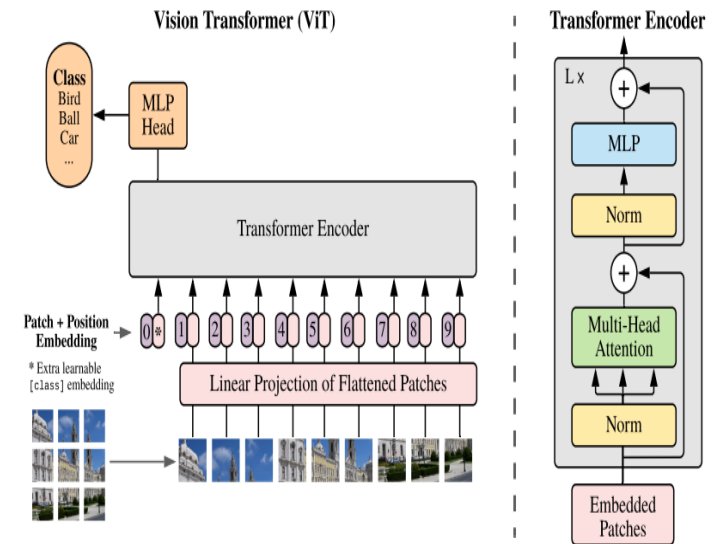 Vision Transformer (ViT)
Class
Bird
Ball
Car
...
MLP
Head
Transformer Encoder
Patch + Position
Embedding
0 * 1 2 3 4 5 6 7 8 9
* Extra learnable
[class] embedding
Linear Projection of Flattened Patches
Transformer Encoder
L ×
+
MLP
Norm
+
Multi-Head
Attention
Norm
Embedded
Patches